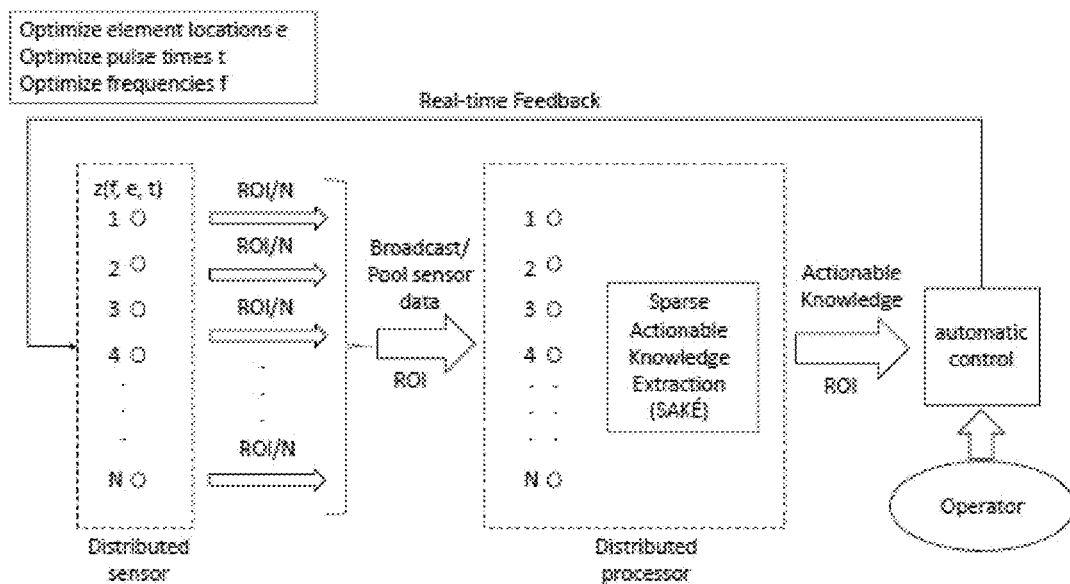 Optimize element locations e
Optimize pulse times t
Optimize frequencies f
Real-time Feedback
z(f, e, t)
1
2
3
4
N
ROI/N
ROI/N
ROI/N
ROI/N
Broadcast/
Pool sensor
data
ROI
1
2
3
4
N
Sparse
Actionable
Knowledge
Extraction
(SAKÉ)
Actionable
Knowledge
ROI
automatic
control
Operator
Distributed
sensor
Distributed
processor